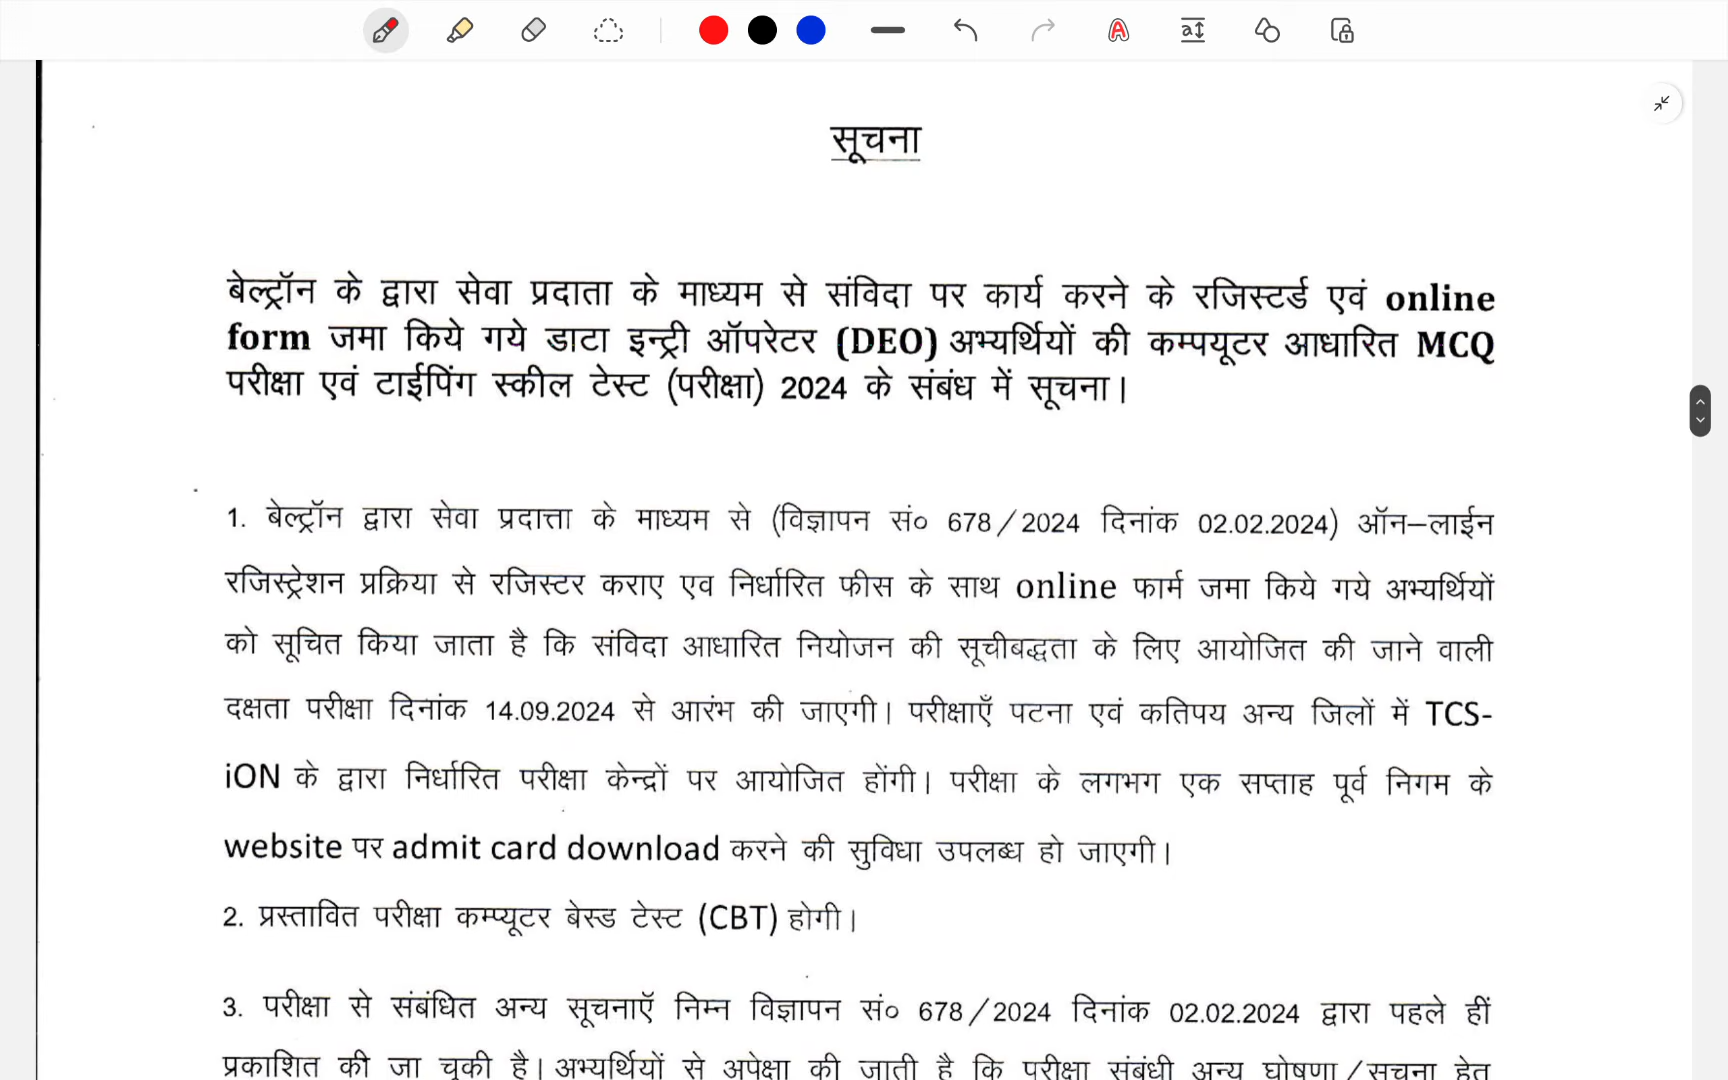 सूचना
बेल्ट्रॉन के द्वारा सेवा प्रदाता के माध्यम से संविदा पर कार्य करने के रजिस्टर्ड एवं online
form जमा किये गये डाटा इन्ट्री ऑपरेटर (DEO) अभ्यर्थियों की कम्पयूटर आधारित MCQ
परीक्षा एवं टाईपिंग स्कील टेस्ट (परीक्षा) 2024 के संबंध में सूचना।
1. बेल्ट्रॉन द्वारा सेवा प्रदात्ता के माध्यम से (विज्ञापन सं० 678/2024 दिनांक 02.02.2024) ऑन–लाईन
रजिस्ट्रेशन प्रक्रिया से रजिस्टर कराए एव निर्धारित फीस के साथ online फार्म जमा किये गये अभ्यर्थियों
को सूचित किया जाता है कि संविदा आधारित नियोजन की सूचीबद्धता के लिए आयोजित की जाने वाली
दक्षता परीक्षा दिनांक 14.09.2024 से आरंभ की जाएगी। परीक्षाएँ पटना एवं कतिपय अन्य जिलों में TCS-
iON के द्वारा निर्धारित परीक्षा केन्द्रों पर आयोजित होंगी। परीक्षा के लगभग एक सप्ताह पूर्व निगम के
website पर admit card download करने की सुविधा उपलब्ध हो जाएगी।
2. प्रस्तावित परीक्षा कम्प्यूटर बेस्ड टेस्ट (CBT) होगी।
3. परीक्षा से संबंधित अन्य सूचनाऍ निम्न विज्ञापन सं० 678/2024 दिनांक 02.02.2024 द्वारा पहले हीं
प्रकाशित की जा चुकी है। अभ्यर्थियों से अपेक्षा की जाती है कि परीक्षा संबंधी अन्य घोषणा/सूचना हेतु